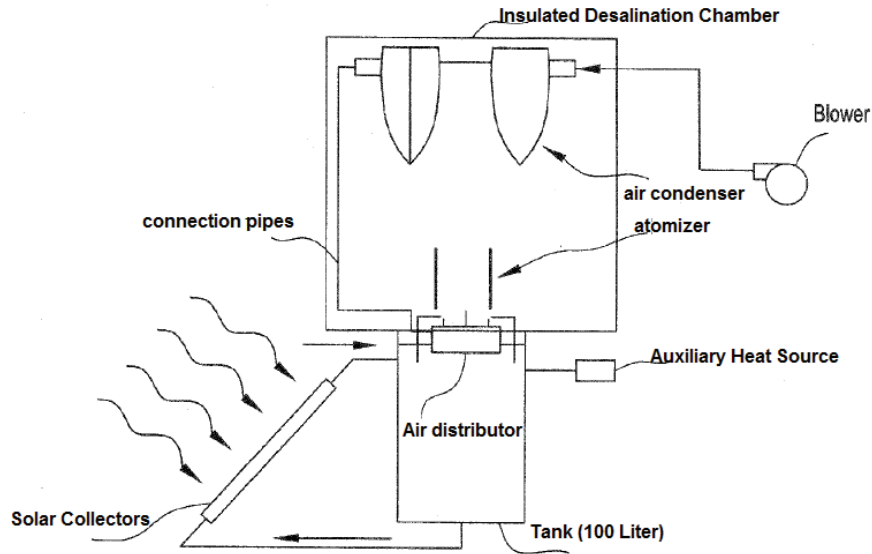 Insulated Desalination Chamber
Blower
air condenser
connection pipes
atomizer
Auxiliary Heat Source
Air distributor
Solar Collectors
Tank (100 Liter)